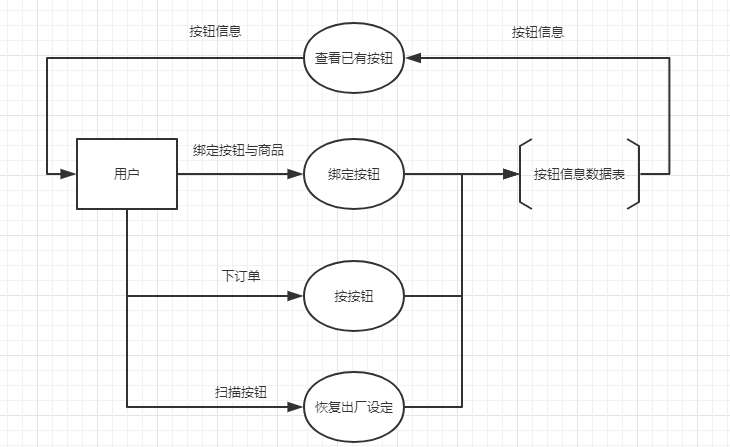 按钮信息
按钮信息
查看已有按钮
绑定按钮与商品
用户
绑定按钮
按钮信息数据表
下订单
按按钮
扫描按钮
恢复出厂设定